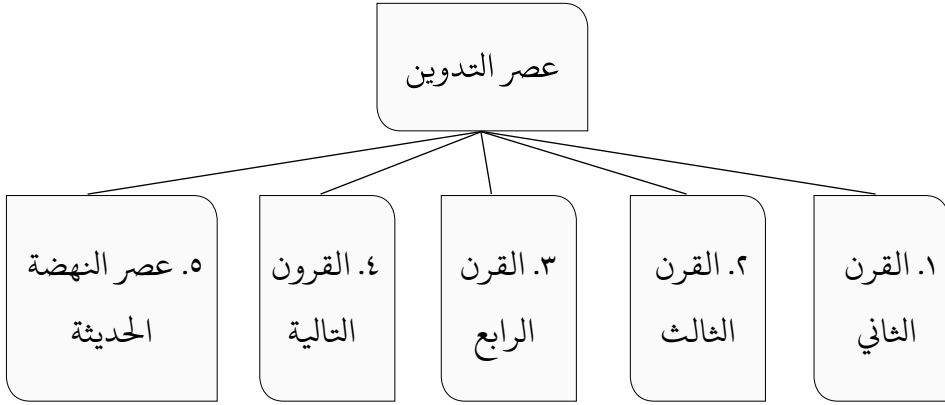 عصر التدوين
١. القرن
الثاني
٢. القرن
الثالث
٣. القرن
الرابع
٤. القرون
التالية
٥. عصر النهضة
الحديثة